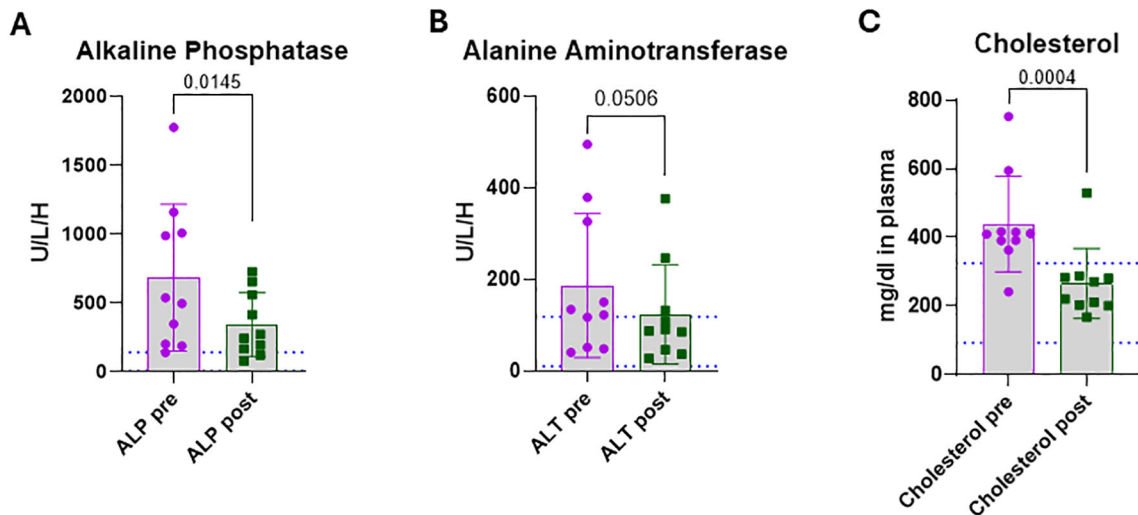 A
Alkaline Phosphatase
0.0145
2000
1500
1000
500
0
U/L/H
ALP pre
ALP post
B
Alanine Aminotransferase
0.0506
600
400
200
0
U/L/H
ALT pre
ALT post
C
Cholesterol
0.0004
800
600
400
200
0
mg/dl in plasma
Cholesterol pre
Cholesterol post